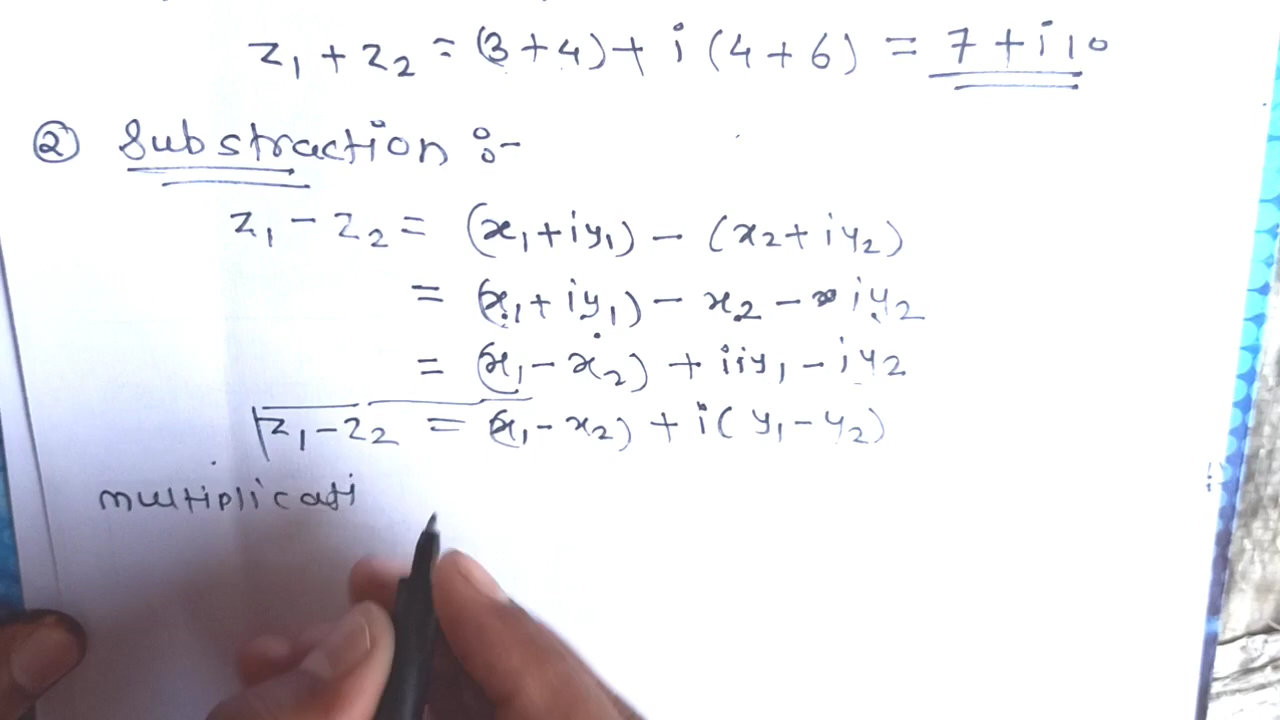 z₁ + z₂ = (3+4) + i (4+6) = 7 + i10
② Substraction :-
z₁ - z₂ = (x₁+iy₁) - (x₂+iy₂)
= (x₁+iy₁) - x₂ - iy₂
= (x₁-x₂) + iiy₁ - iy₂
z₁-z₂ = (x₁-x₂) + i(y₁-y₂)
multiplicati